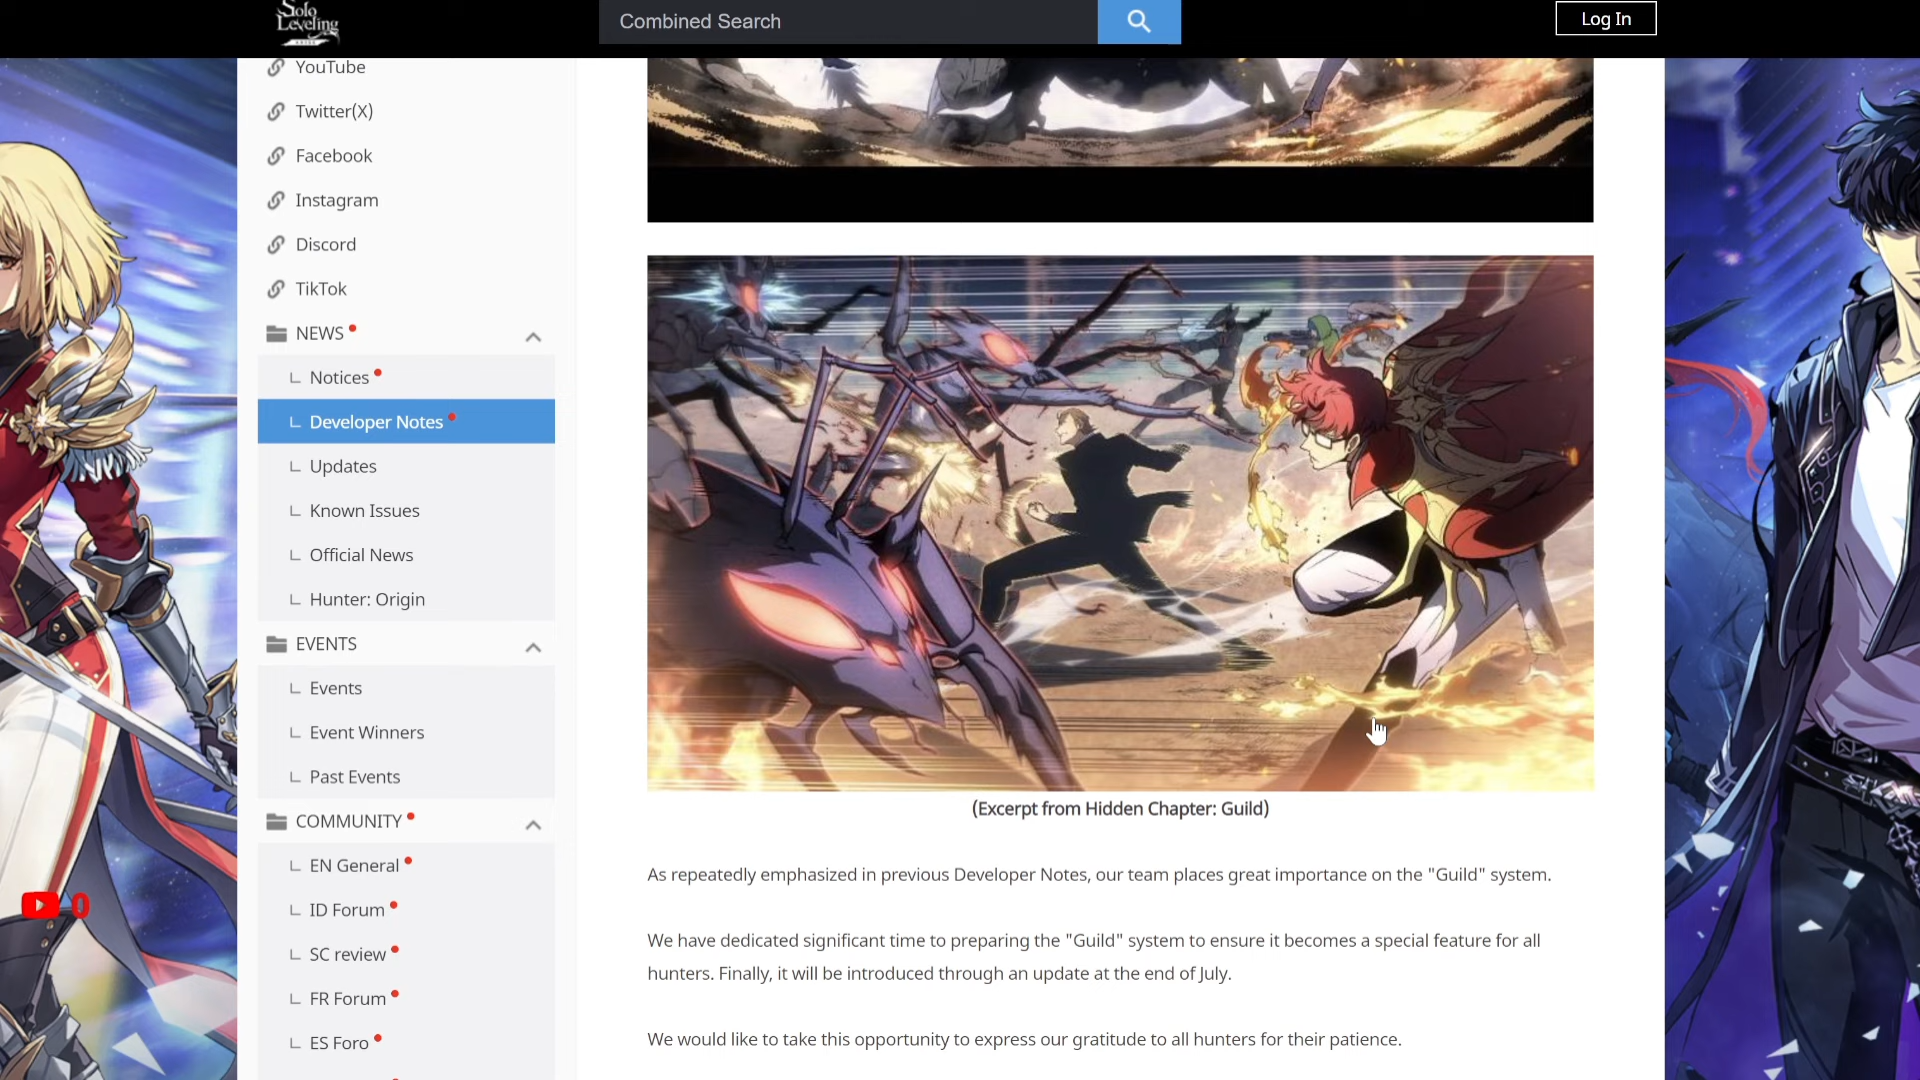 Solo
Leveling
Combined Search
Log In
YouTube
Twitter(X)
Facebook
Instagram
Discord
TikTok
NEWS
Notices
Developer Notes
Updates
Known Issues
Official News
Hunter: Origin
EVENTS
Events
Event Winners
Past Events
COMMUNITY
EN General
ID Forum
SC review
FR Forum
ES Foro
0
(Excerpt from Hidden Chapter: Guild)
As repeatedly emphasized in previous Developer Notes, our team places great importance on the "Guild" system.
We have dedicated significant time to preparing the "Guild" system to ensure it becomes a special feature for all
hunters. Finally, it will be introduced through an update at the end of July.
We would like to take this opportunity to express our gratitude to all hunters for their patience.